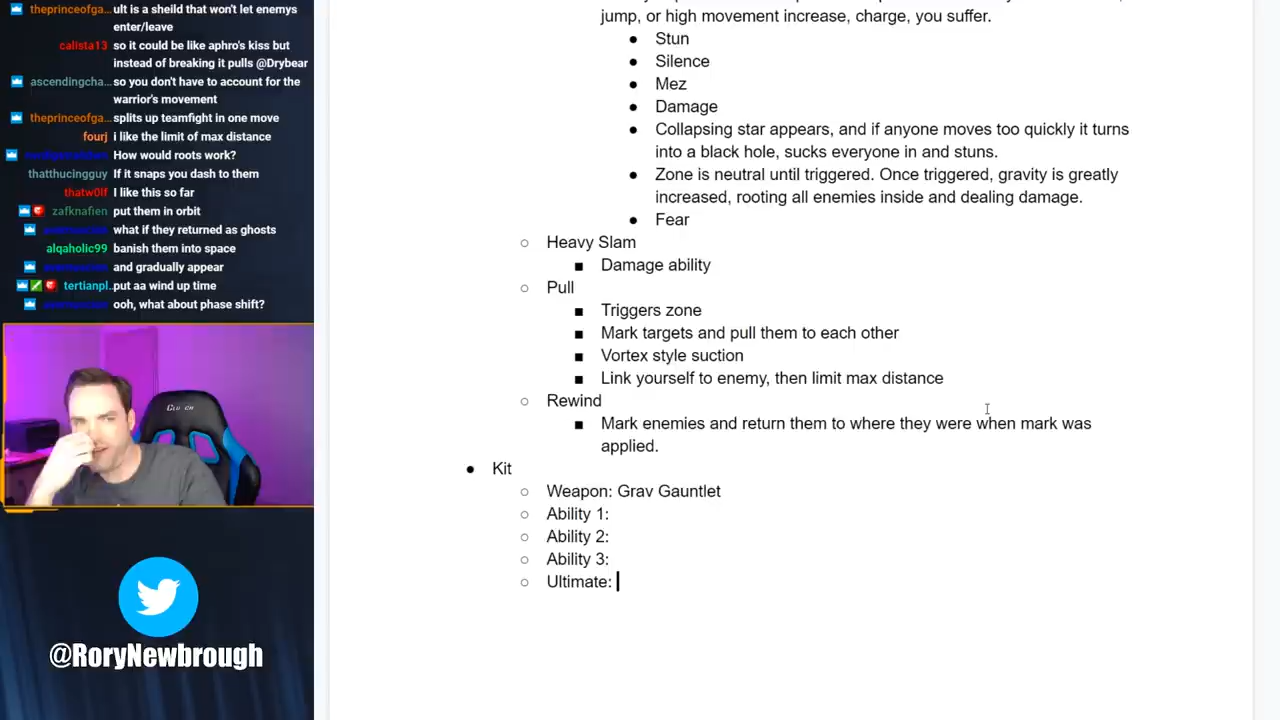 theprinceofga... ult is a sheild that won't let enemys
enter/leave
calista13 so it could be like aphro's kiss but
instead of breaking it pulls @Drybear
ascendingcha... so you don't have to account for the
warrior's movement
theprinceofga... splits up teamfight in one move
fourj i like the limit of max distance
How would roots work?
thatthucingguy If it snaps you dash to them
thatw0lf I like this so far
zafknafien put them in orbit
what if they returned as ghosts
alqaholic99 banish them into space
and gradually appear
tertianpl.. put aa wind up time
ooh, what about phase shift?
CLUTCH
@RoryNewbrough
jump, or high movement increase, charge, you suffer.
● Stun
● Silence
● Mez
● Damage
● Collapsing star appears, and if anyone moves too quickly it turns
into a black hole, sucks everyone in and stuns.
● Zone is neutral until triggered. Once triggered, gravity is greatly
increased, rooting all enemies inside and dealing damage.
● Fear
○ Heavy Slam
■ Damage ability
○ Pull
■ Triggers zone
■ Mark targets and pull them to each other
■ Vortex style suction
■ Link yourself to enemy, then limit max distance
○ Rewind
■ Mark enemies and return them to where they were when mark was
applied.
● Kit
○ Weapon: Grav Gauntlet
○ Ability 1:
○ Ability 2:
○ Ability 3:
○ Ultimate: